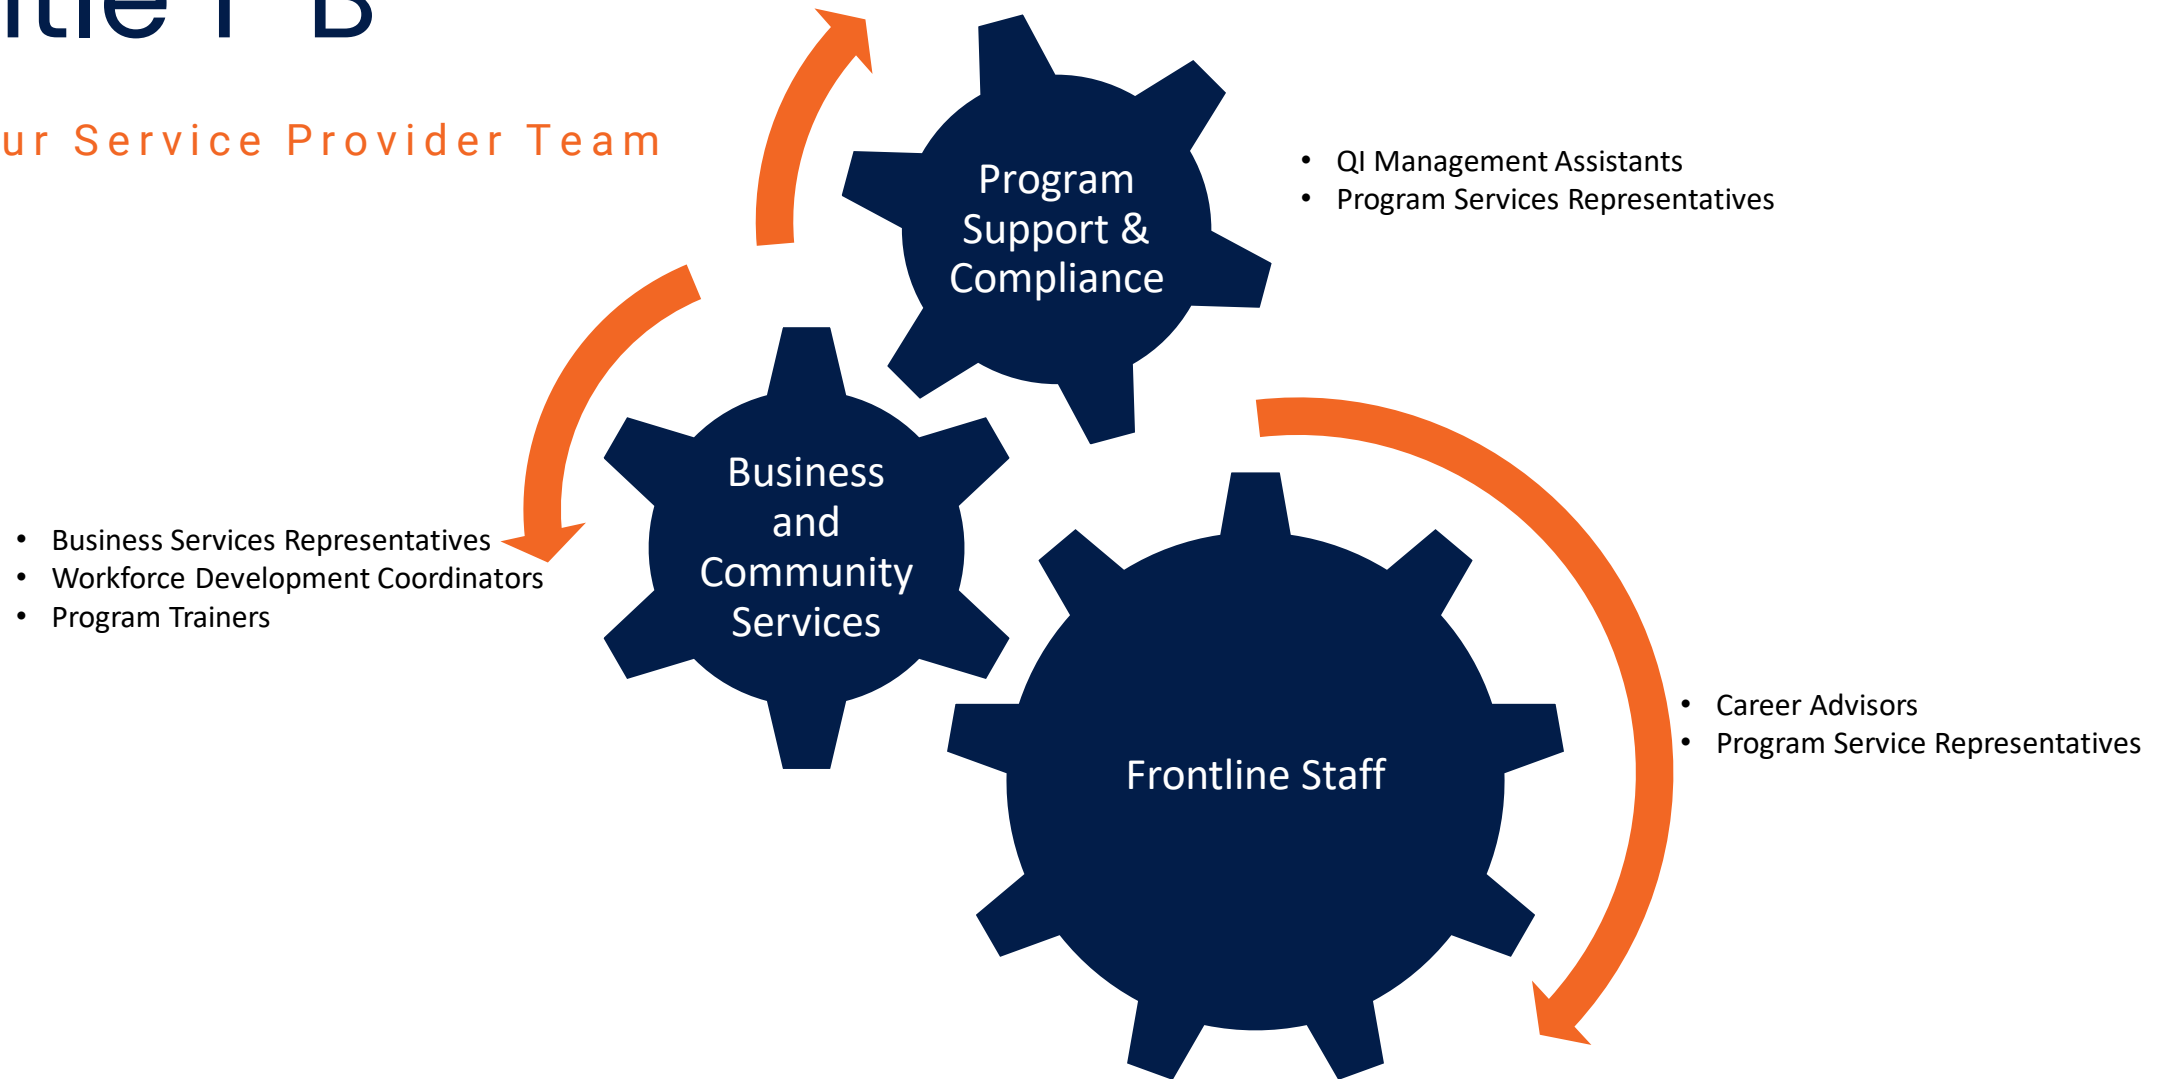 itle I B
ur Service Provider Team
Program
Support &
Compliance
• QI Management Assistants
• Program Services Representatives
Business
and
Community
Services
• Business Services Representatives
• Workforce Development Coordinators
• Program Trainers
Frontline Staff
• Career Advisors
• Program Service Representatives